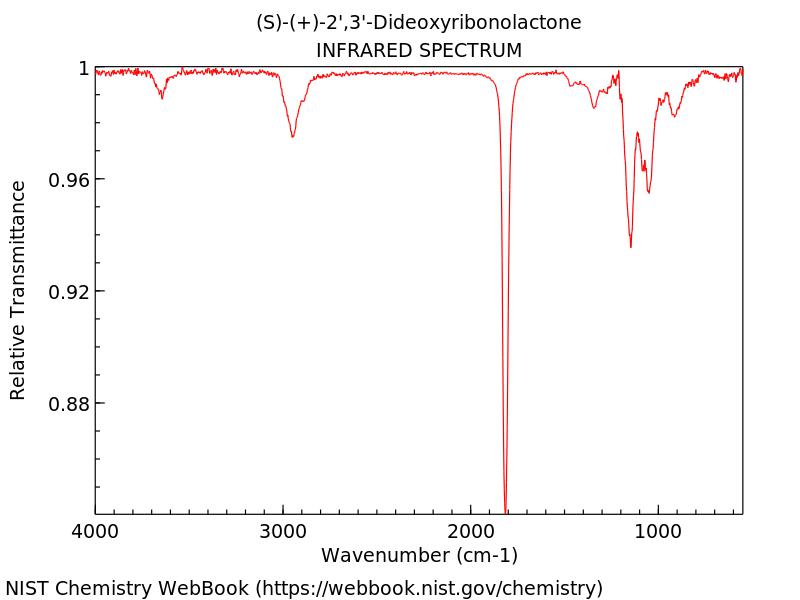 (S)-(+)-2',3'-Dideoxyribonolactone
INFRARED SPECTRUM
1
0.96
0.92
0.88
Relative Transmittance
4000 3000 2000 1000
Wavenumber (cm-1)
NIST Chemistry WebBook (https://webbook.nist.gov/chemistry)